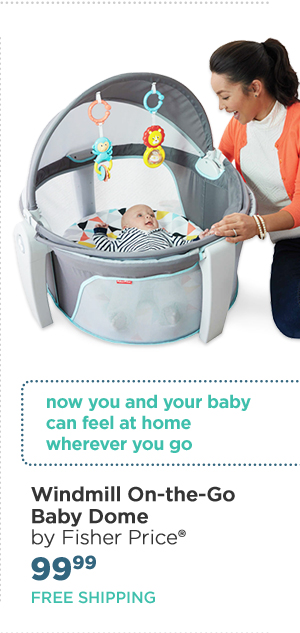 now you and your baby
can feel at home
wherever you go
Windmill On-the-Go
Baby Dome
by Fisher Price®
99⁹⁹
FREE SHIPPING